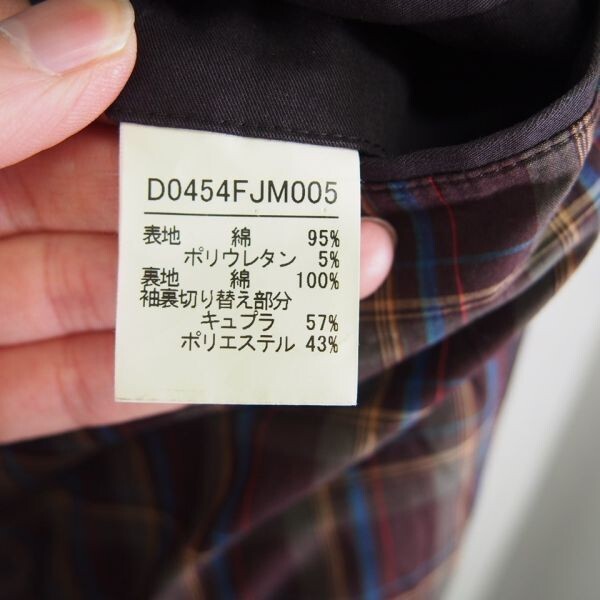 D0454FJM005
表地 綿 95%
ポリウレタン 5%
裏地 綿 100%
袖裏切り替え部分
キュプラ 57%
ポリエステル 43%